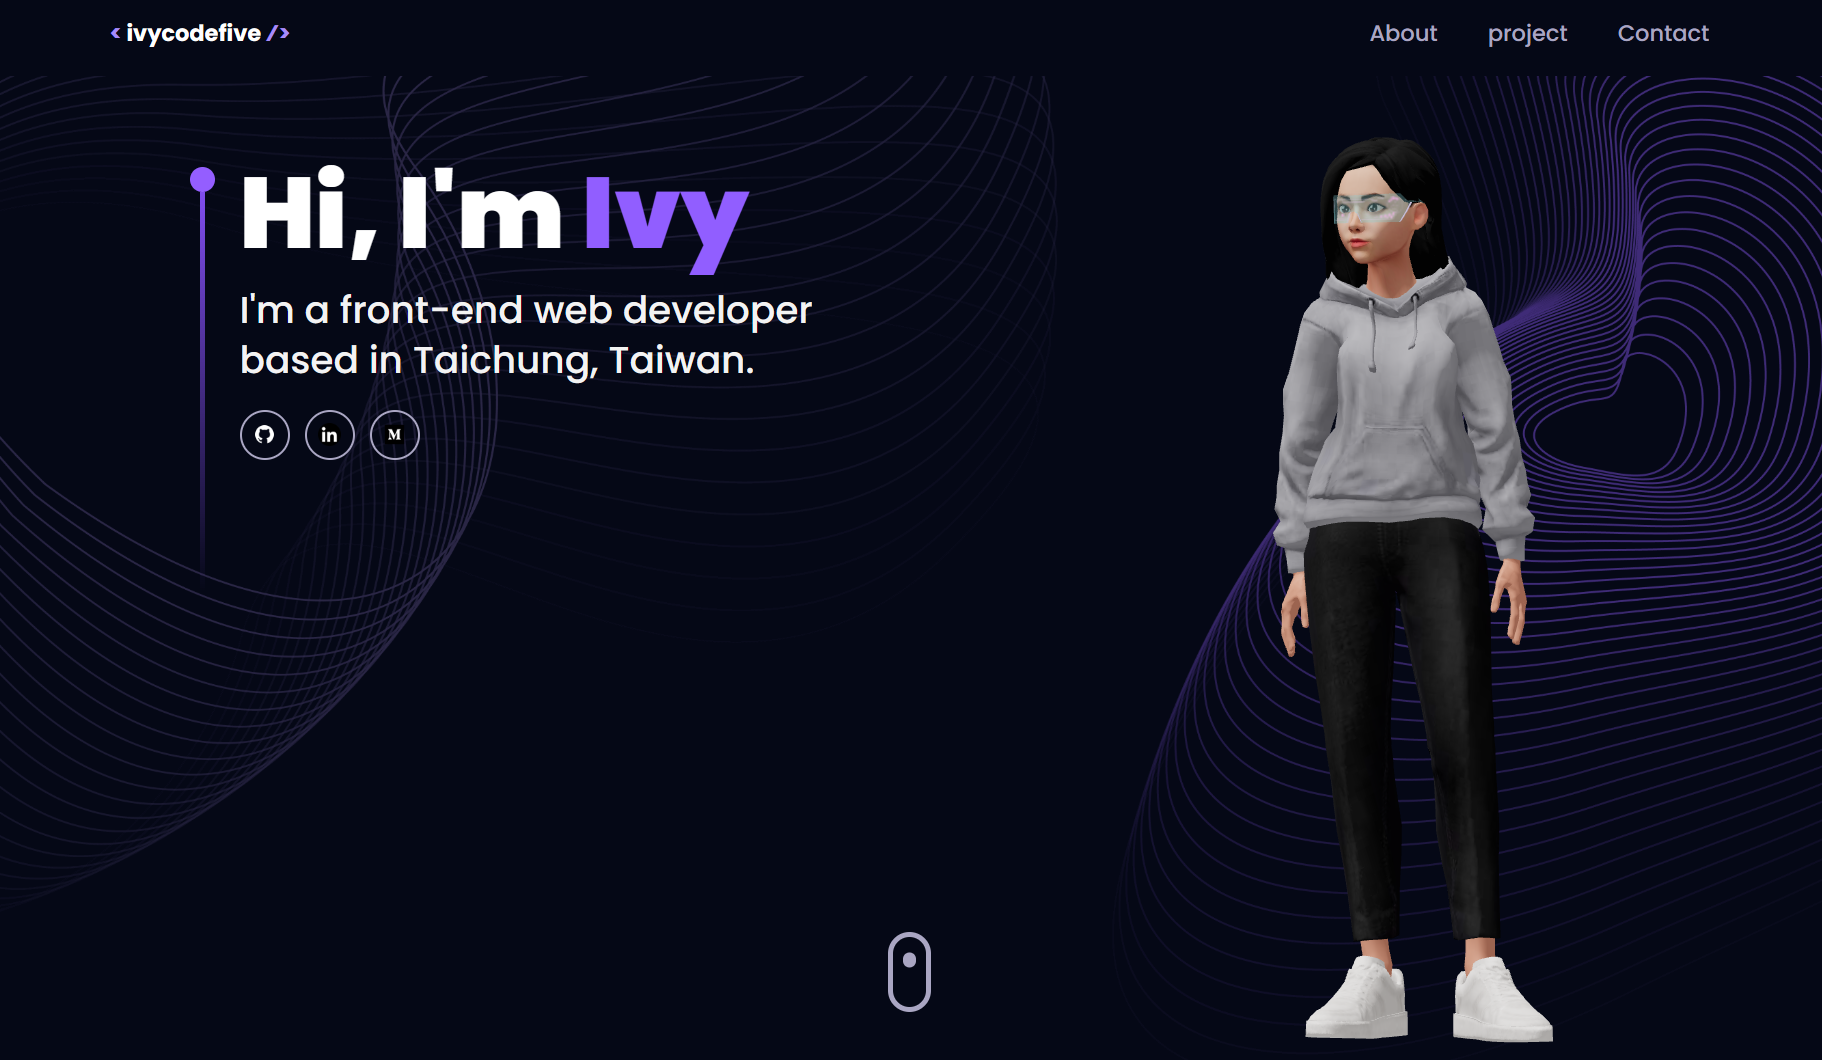 < ivycodefive />
About
project
Contact
Hi, I'm Ivy
I'm a front-end web developer
based in Taichung, Taiwan.
in
M